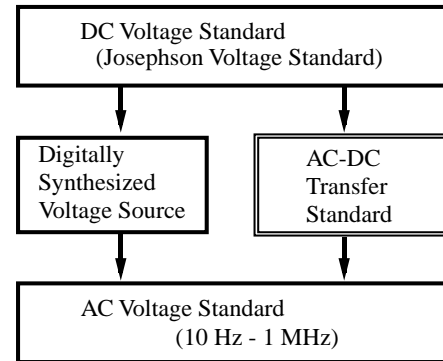 DC Voltage Standard
(Josephson Voltage Standard)
Digitally
Synthesized
Voltage Source
AC-DC
Transfer
Standard
AC Voltage Standard
(10 Hz - 1 MHz)